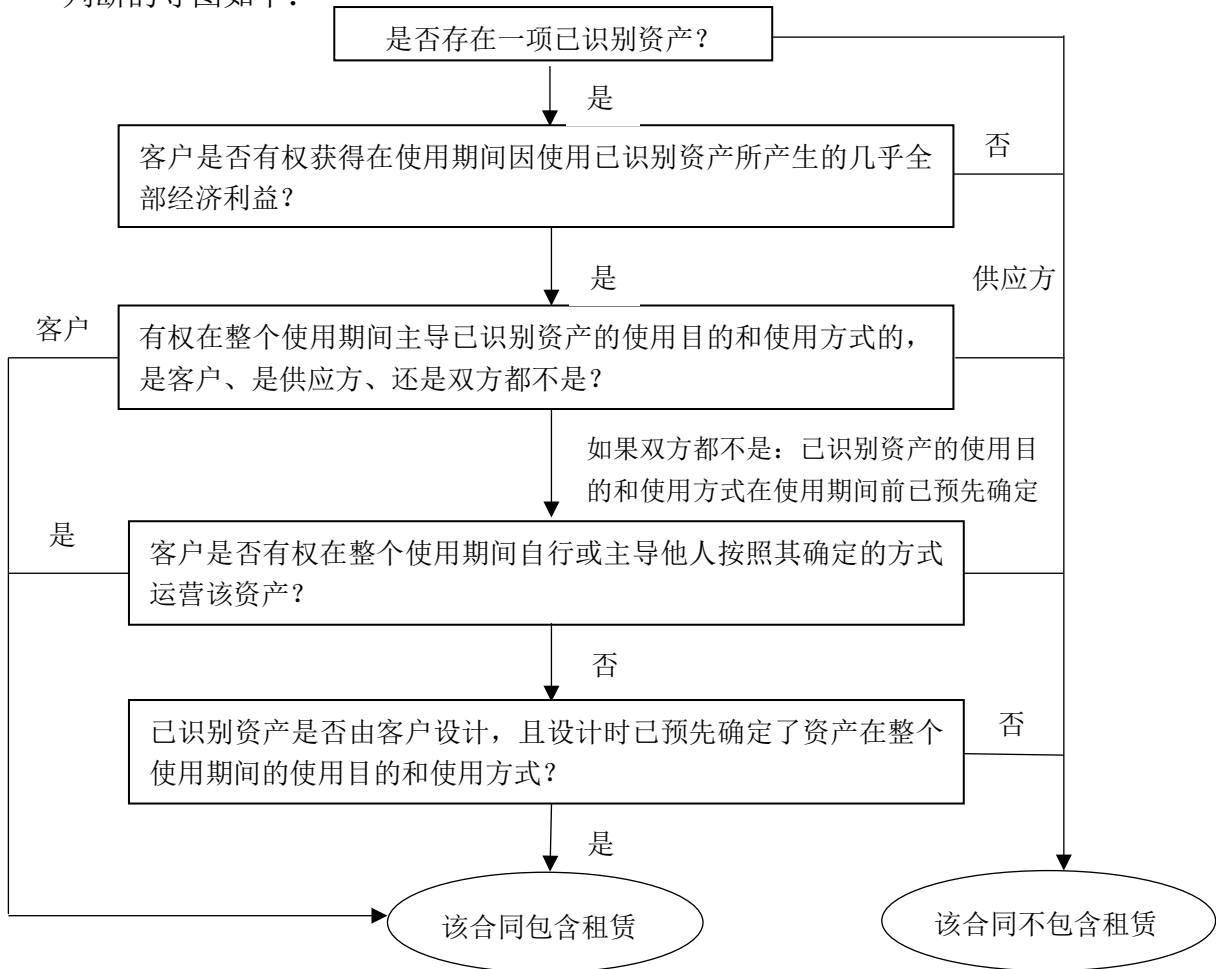 判断的导图如下：
是否存在一项已识别资产？
是
客户是否有权获得在使用期间因使用已识别资产所产生的几乎全
部经济利益？
否
是
供应方
客户
有权在整个使用期间主导已识别资产的使用目的和使用方式的，
是客户、是供应方、还是双方都不是？
如果双方都不是：已识别资产的使用目
的和使用方式在使用期间前已预先确定
是
客户是否有权在整个使用期间自行或主导他人按照其确定的方式
运营该资产？
否
已识别资产是否由客户设计，且设计时已预先确定了资产在整个
使用期间的使用目的和使用方式？
否
是
该合同包含租赁
该合同不包含租赁